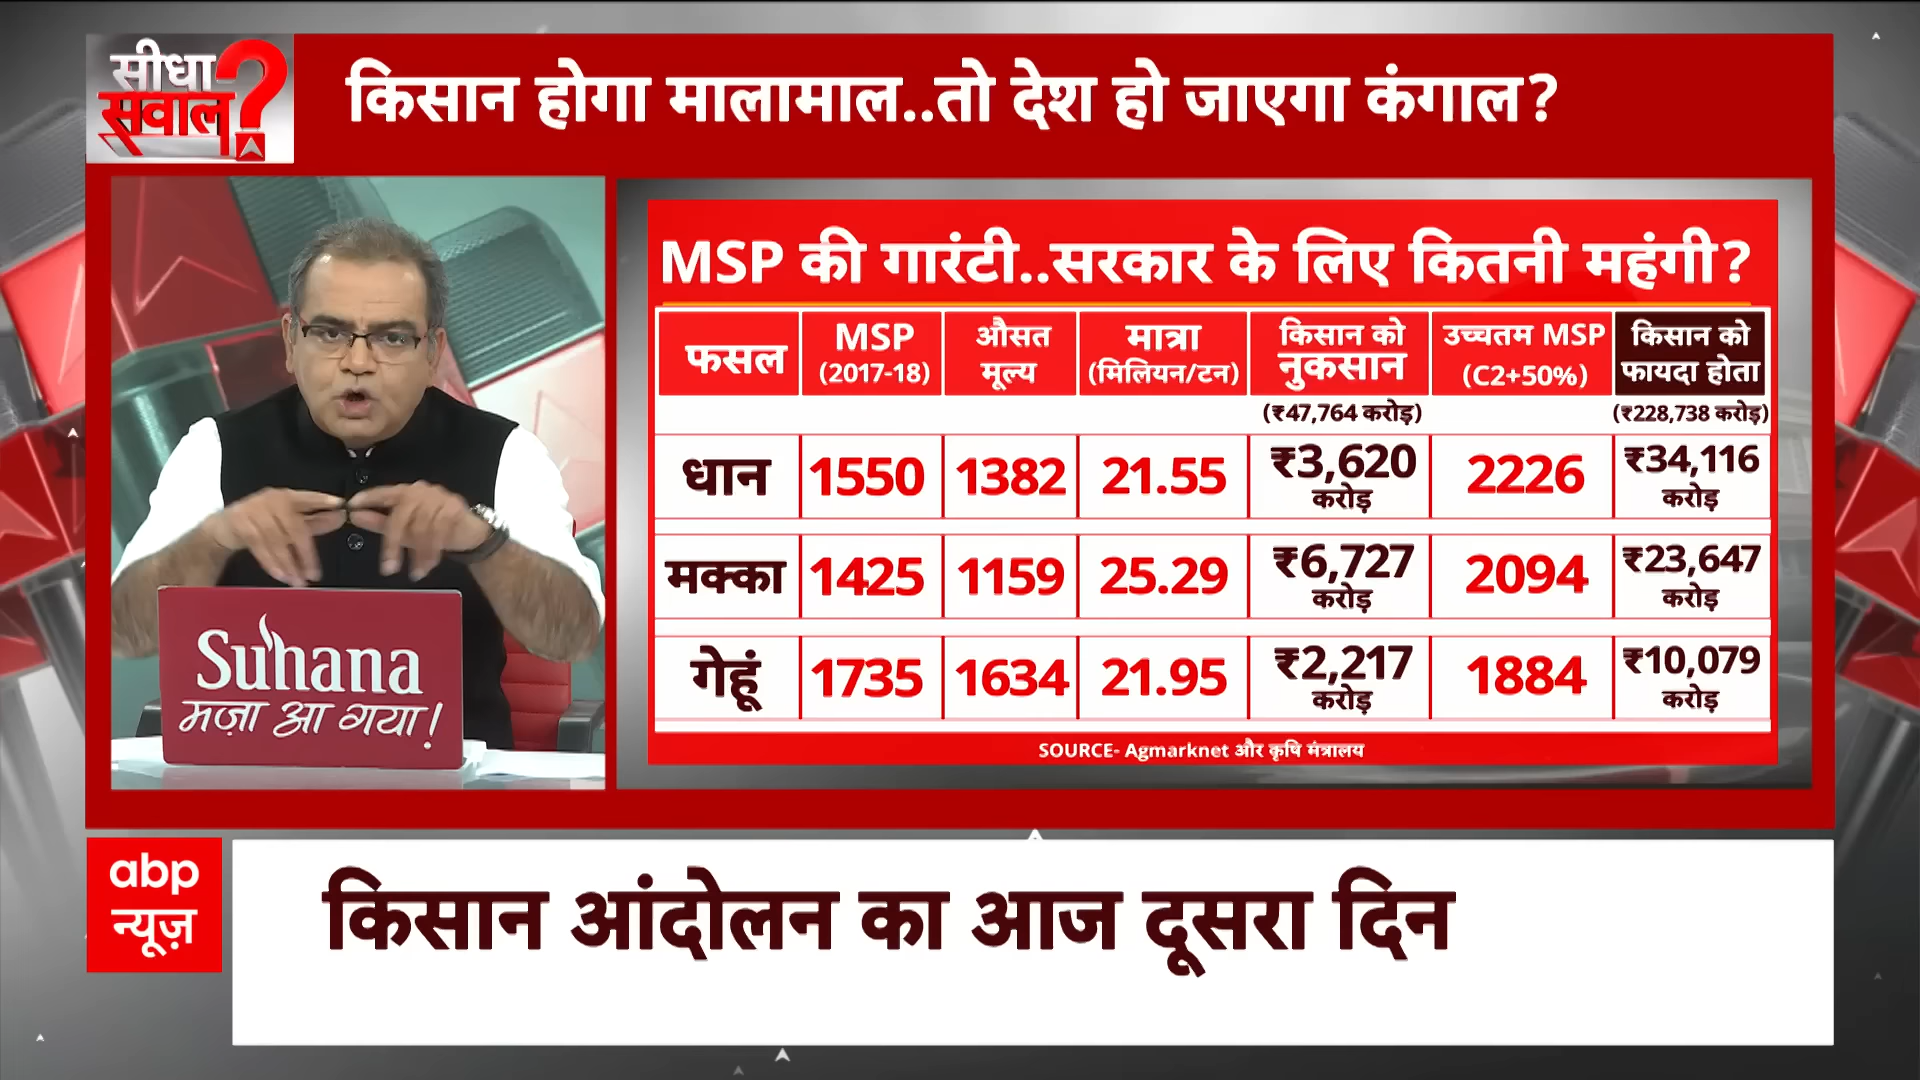 सीधा
सवाल
किसान होगा मालामाल..तो देश हो जाएगा कंगाल?
MSP की गारंटी..सरकार के लिए कितनी महंगी?
फसल
MSP
(2017-18)
औसत
मूल्य
मात्रा
(मिलियन/टन)
किसान को
नुकसान
उच्चतम MSP
(C2+50%)
किसान को
फायदा होता
(₹47,764 करोड़)
(₹228,738 करोड़)
धान 1550 1382 21.55 ₹3,620 करोड़ 2226 ₹34,116 करोड़
मक्का 1425 1159 25.29 ₹6,727 करोड़ 2094 ₹23,647 करोड़
गेहूं 1735 1634 21.95 ₹2,217 करोड़ 1884 ₹10,079 करोड़
SOURCE- Agmarknet और कृषि मंत्रालय
Suhana
मज़ा आ गया!
abp
न्यूज़
किसान आंदोलन का आज दूसरा दिन